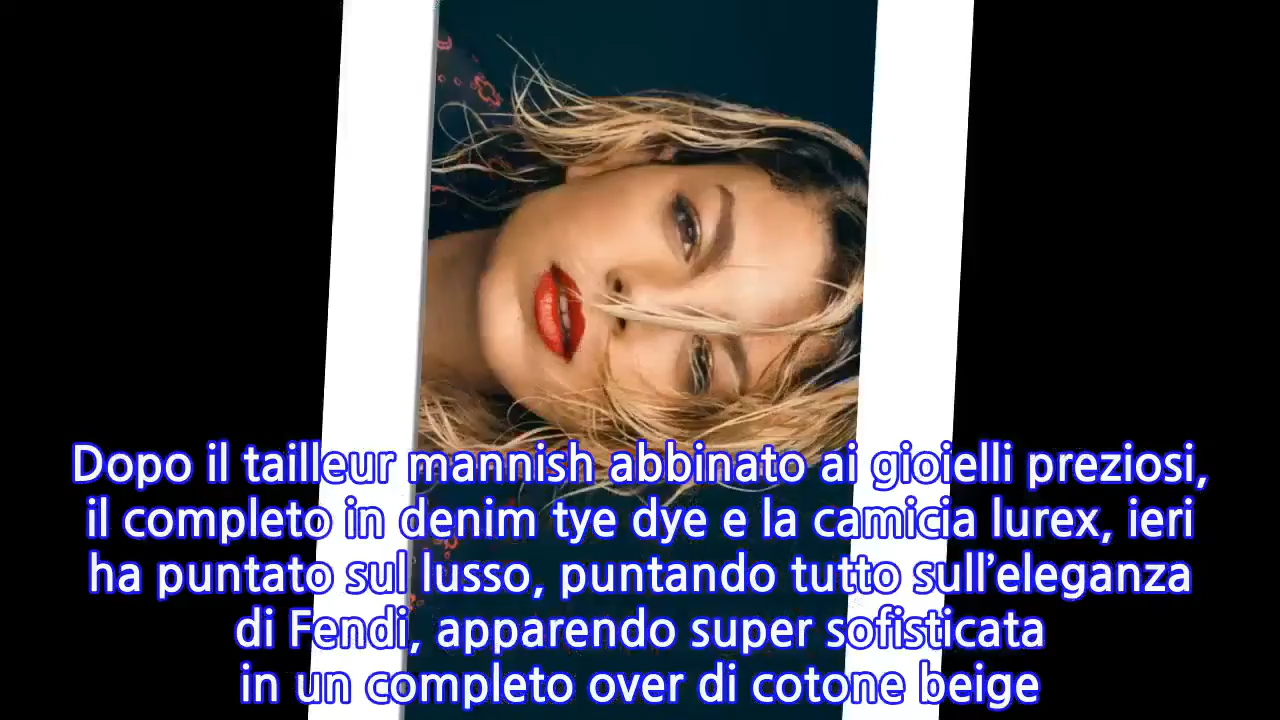 Dopo il tailleur mannish abbinato ai gioielli preziosi,
il completo in denim tye dye e la camicia lurex, ieri
ha puntato sul lusso, puntando tutto sull’eleganza
di Fendi, apparendo super sofisticata
in un completo over di cotone beige